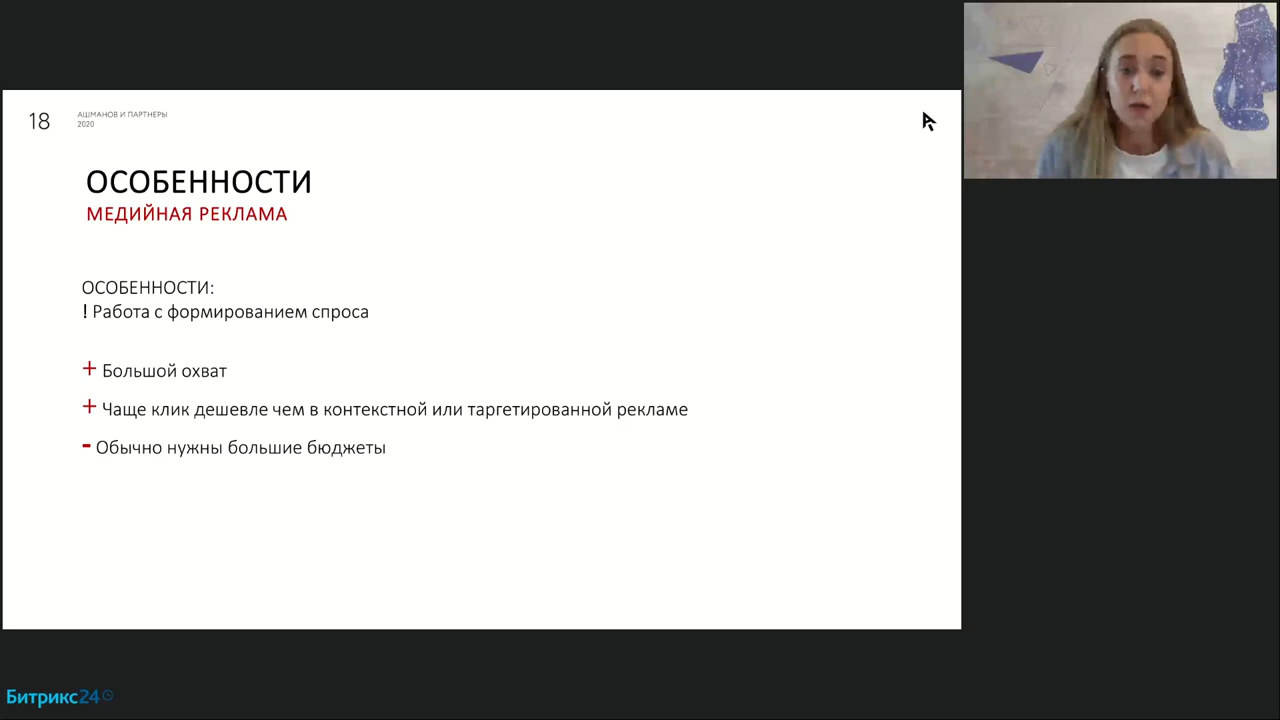 18
АШМАНОВ И ПАРТНЕРЫ
2020
ОСОБЕННОСТИ
МЕДИЙНАЯ РЕКЛАМА
ОСОБЕННОСТИ:
! Работа с формированием спроса
+ Большой охват
+ Чаще клик дешевле чем в контекстной или таргетированной рекламе
- Обычно нужны большие бюджеты
Битрикс24